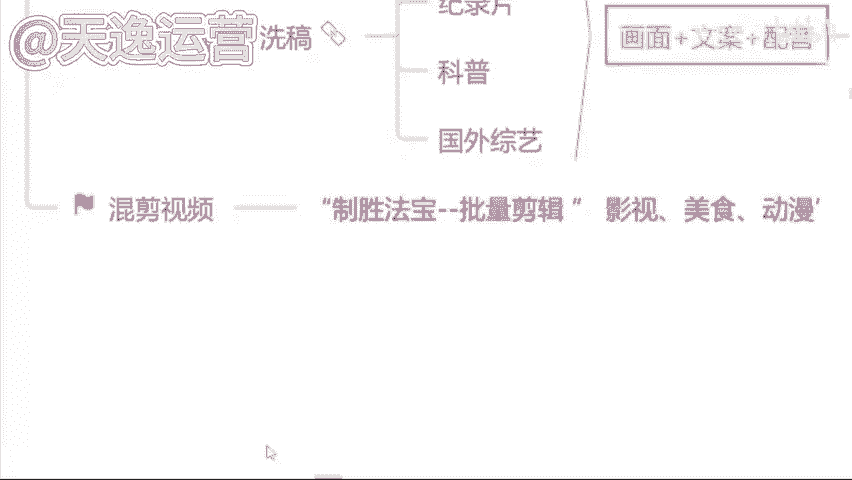 纪录片
@天逸运营 洗稿 画面+文案+配音
科普
国外综艺
混剪视频 “制胜法宝--批量剪辑 ” 影视、美食、动漫